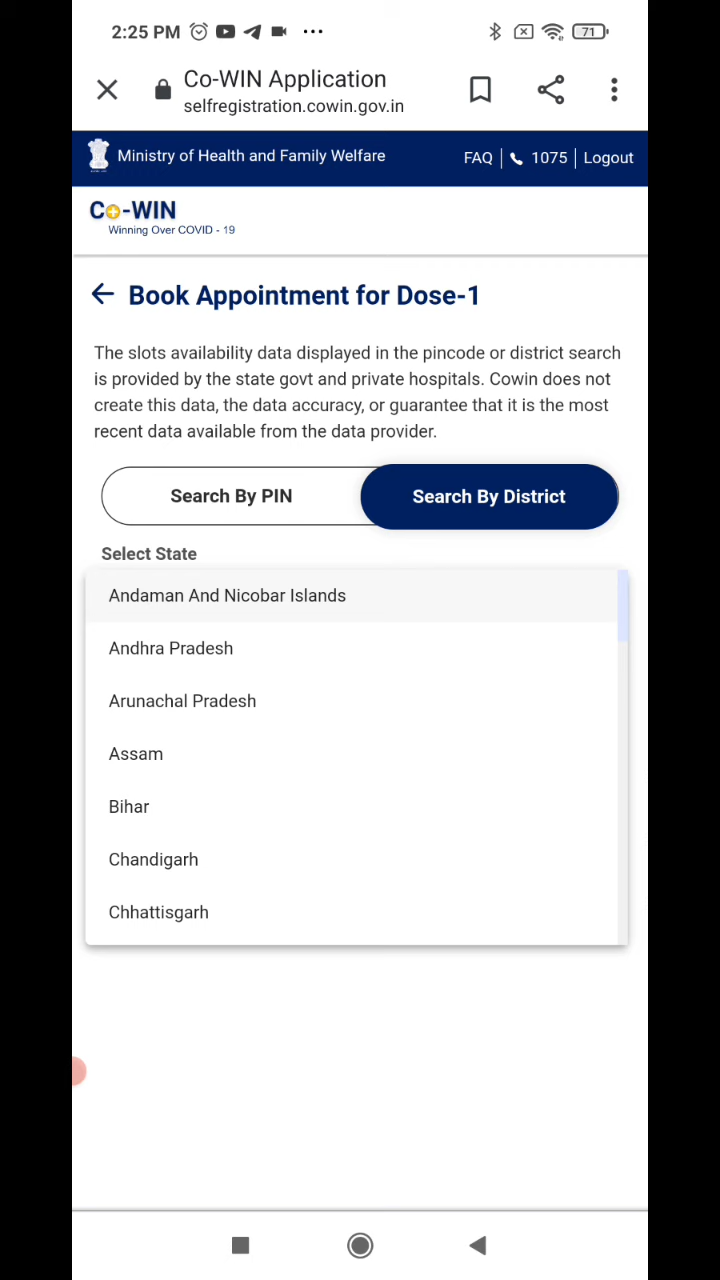 2:25 PM
71
Co-WIN Application
selfregistration.cowin.gov.in
Ministry of Health and Family Welfare
FAQ | 1075 | Logout
Co-WIN
Winning Over COVID - 19
Book Appointment for Dose-1
The slots availability data displayed in the pincode or district search
is provided by the state govt and private hospitals. Cowin does not
create this data, the data accuracy, or guarantee that it is the most
recent data available from the data provider.
Search By PIN
Search By District
Select State
Andaman And Nicobar Islands
Andhra Pradesh
Arunachal Pradesh
Assam
Bihar
Chandigarh
Chhattisgarh